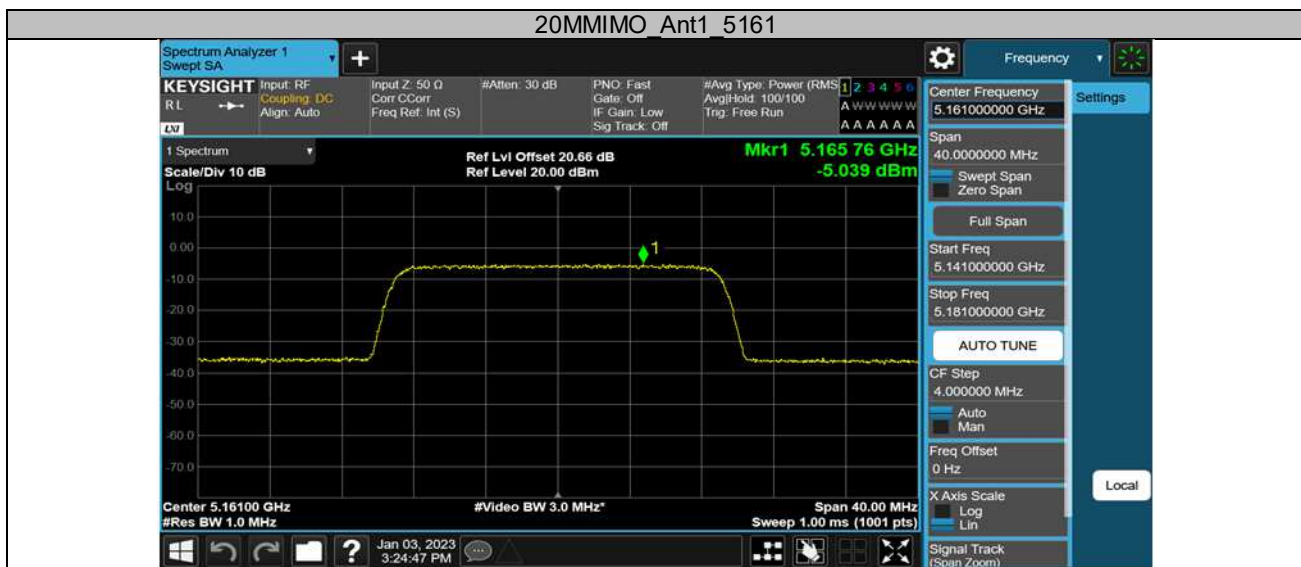 20MMIMO_Ant1_5161
Spectrum Analyzer 1
Swept SA
Frequency
KEYSIGHT
RL
LXI
Input: RF
Coupling: DC
Align: Auto
Input Z: 50 Ω
Corr CCorr
Freq Ref: Int (S)
#Atten: 30 dB
PNO: Fast
Gate: Off
IF Gain: Low
Sig Track: Off
#Avg Type: Power (RMS
Avg|Hold: 100/100
Trig: Free Run
1 2 3 4 5 6
A W W W W W
A A A A A A
1 Spectrum
Scale/Div 10 dB
Log
Ref Lvl Offset 20.66 dB
Ref Level 20.00 dBm
Mkr1 5.165 76 GHz
-5.039 dBm
10.0
0.00
-10.0
-20.0
-30.0
-40.0
-50.0
-60.0
-70.0
1
Center 5.16100 GHz
#Res BW 1.0 MHz
#Video BW 3.0 MHz*
Span 40.00 MHz
Sweep 1.00 ms (1001 pts)
Jan 03, 2023
3:24:47 PM
Center Frequency
5.161000000 GHz
Span
40.0000000 MHz
Swept Span
Zero Span
Full Span
Start Freq
5.141000000 GHz
Stop Freq
5.181000000 GHz
AUTO TUNE
CF Step
4.000000 MHz
Auto
Man
Freq Offset
0 Hz
X Axis Scale
Log
Lin
Signal Track
(Span Zoom)
Settings
Local